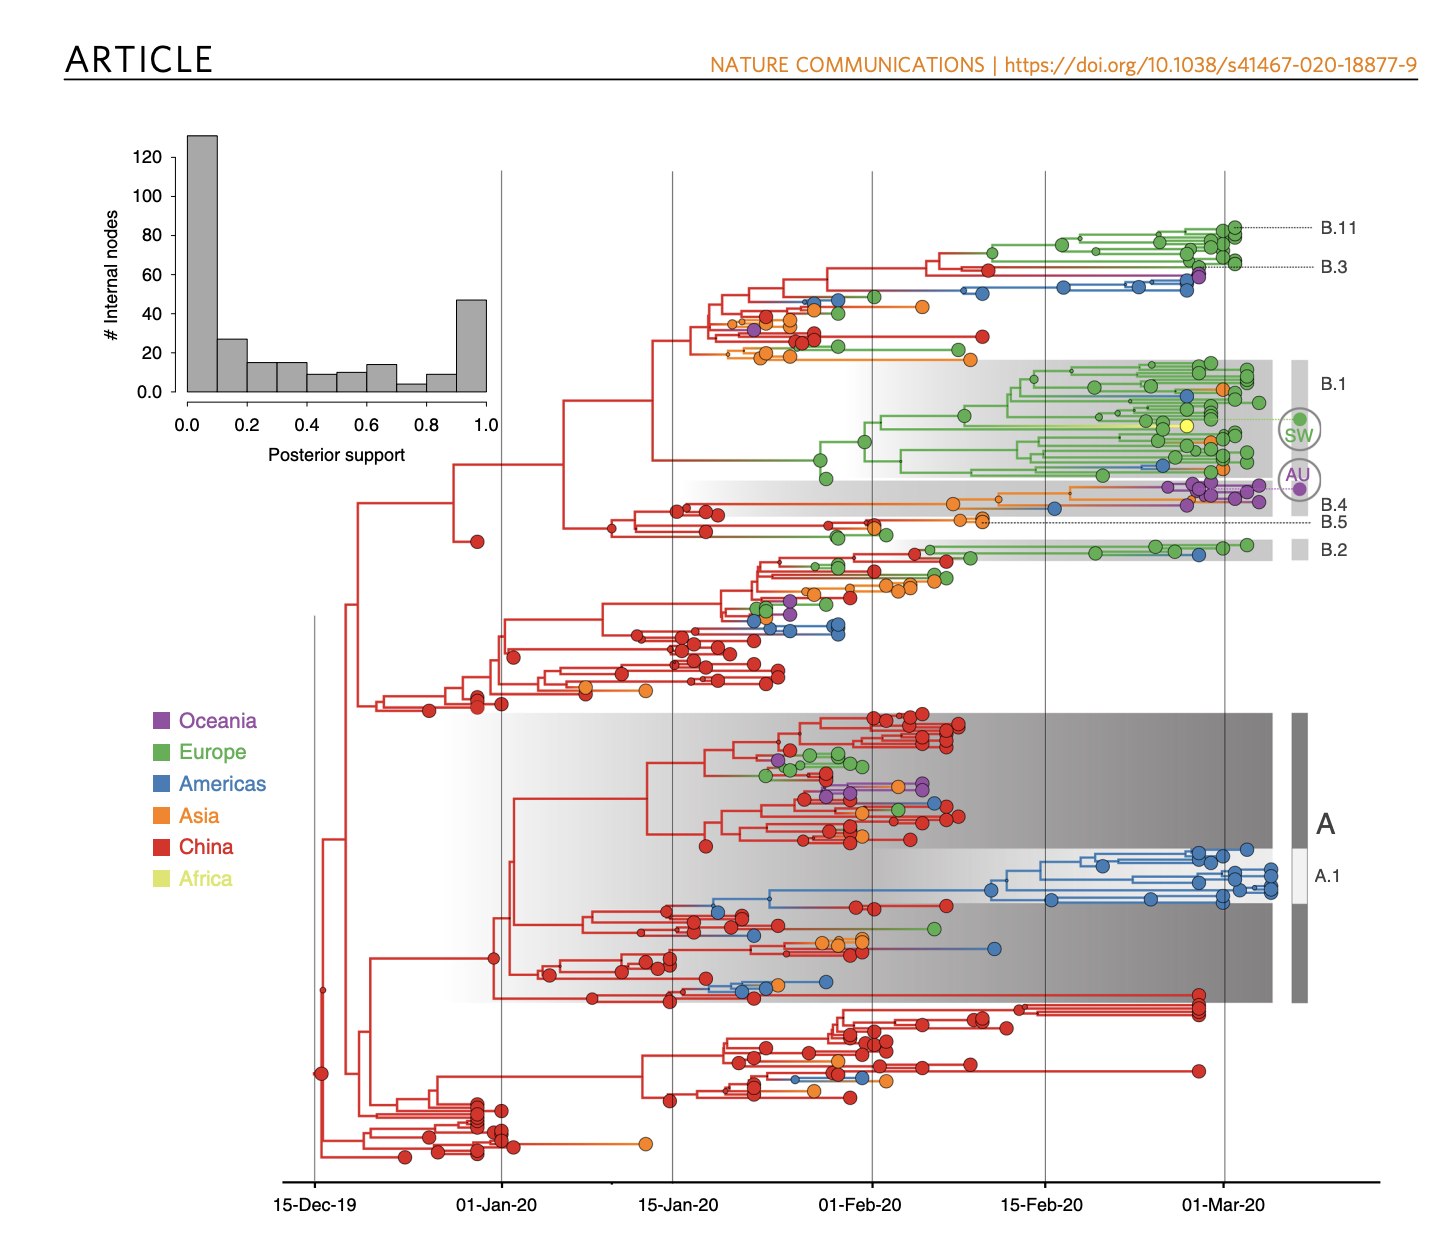 ARTICLE
NATURE COMMUNICATIONS | https://doi.org/10.1038/s41467-020-18877-9
# Internal nodes
120
100
80
60
40
20
0.0
0.0 0.2 0.4 0.6 0.8 1.0
Posterior support
B.11
B.3
B.1
SW
AU
B.4
B.5
B.2
Oceania
Europe
Americas
Asia
China
Africa
A
A.1
15-Dec-19 01-Jan-20 15-Jan-20 01-Feb-20 15-Feb-20 01-Mar-20